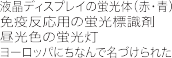 液晶ディスプレイの蛍光体（赤・青）
免疫反応用の蛍光標識剤
昼光色の蛍光灯
ヨーロッパにちなんで名づけられた